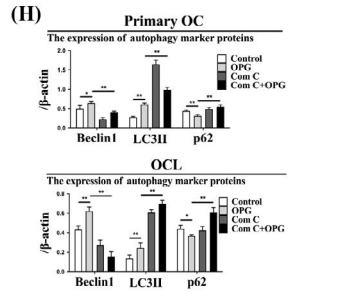 (H)
Primary OC
The expression of autophagy marker proteins
/β-actin
2.0
1.5
1.0
0.5
0.0
Control
OPG
Com C
Com C+OPG
* ** ** ** ** **
Beclin1 LC3II p62
OCL
The expression of autophagy marker proteins
/β-actin
0.8
0.6
0.4
0.2
0.0
Control
OPG
Com C
Com C+OPG
** ** ** ** * **
Beclin1 LC3II p62